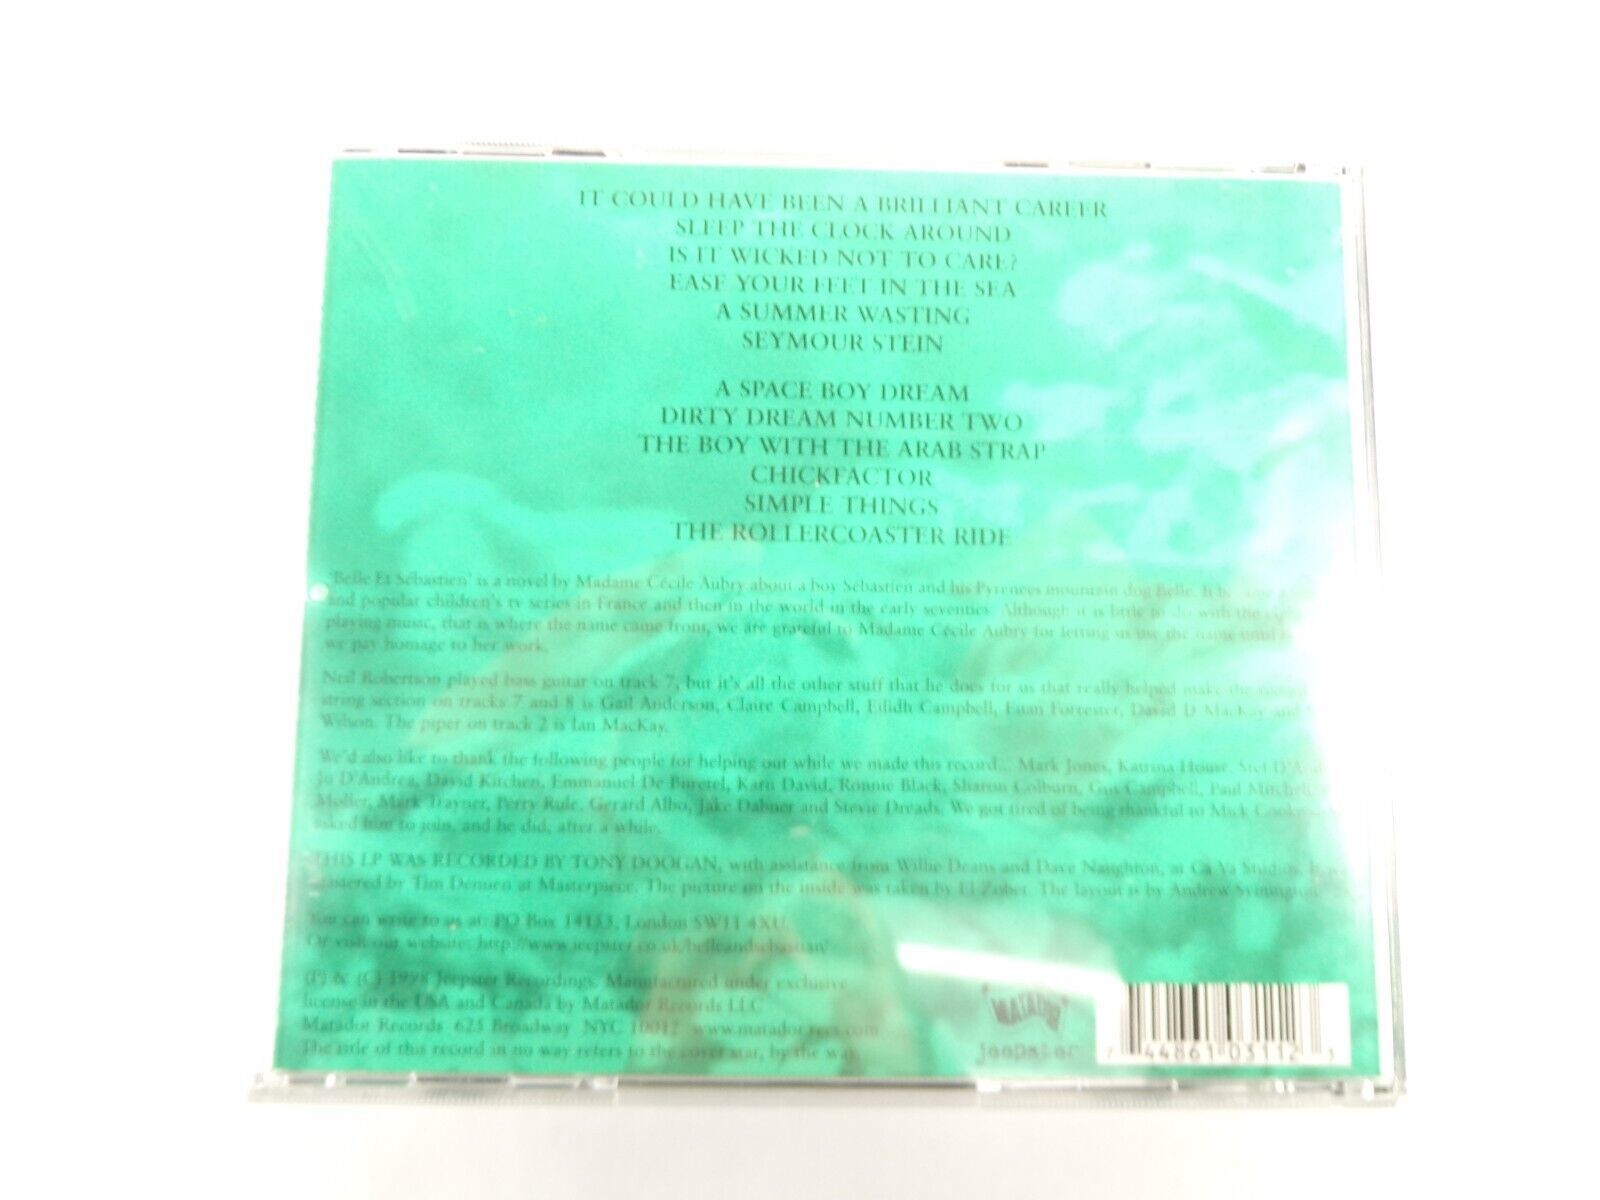 IT COULD HAVE BEEN A BRILLIANT CAREER
SLEEP THE CLOCK AROUND
IS IT WICKED NOT TO CARE?
EASE YOUR FEET IN THE SEA
A SUMMER WASTING
SEYMOUR STEIN
A SPACE BOY DREAM
DIRTY DREAM NUMBER TWO
THE BOY WITH THE ARAB STRAP
CHICKFACTOR
SIMPLE THINGS
THE ROLLERCOASTER RIDE
'Belle Et Sébastien' is a novel by Madame Cécile Aubry about a boy Sébastien and his Pyrenees mountain dog Belle. It
and popular children's tv series in France and then in the world in the early seventies. Although it is little to do with the
playing music, that is where the name came from, we are grateful to Madame Cécile Aubry for letting us use the name until
we pay homage to her work.
Neil Robertson played bass guitar on track 7, but it's all the other stuff that he does for us that really helped make the
string section on tracks 7 and 8 is Gail Anderson, Claire Campbell, Eilidh Campbell, Euan Forrester, David D MacKay and
Wilson. The piper on track 2 is Ian MacKay.
We'd also like to thank the following people for helping out while we made this record... Mark Jones, Katrina House, Stef
Jo D'Andrea, David Kitchen, Emmanuel De Buretel, Karn David, Ronnie Black, Sharon Colburn, Gus Campbell, Paul Mitchell,
Moller, Mark Trayner, Perry Rule, Gerard Albo, Jake Dabner and Stevie Dreads. We got tired of being thankful to Mick
asked him to join, and he did, after a while.
THIS LP WAS RECORDED BY TONY DOOGAN, with assistance from Willie Deans and Dave Naughton, at Ca Va Studios.
Mastered by Tim at Masterpiece. The picture on the inside was taken by El Zober. The layout is by Andrew Symington
You can write to us at: PO Box 14153, London SW11 4XU.
Or visit our website: http://www.jeepster.co.uk/belleandsebastian/
(P) & (C) 1998 Jeepster Recordings. Manufactured under exclusive
license in the USA and Canada by Matador Records LLC
Matador Records 625 Broadway NYC 10012 www.matador.recs.com
The title of this record in no way refers to the cover star, by the way.
MATADOR
jeepster
7 44861 03112 3